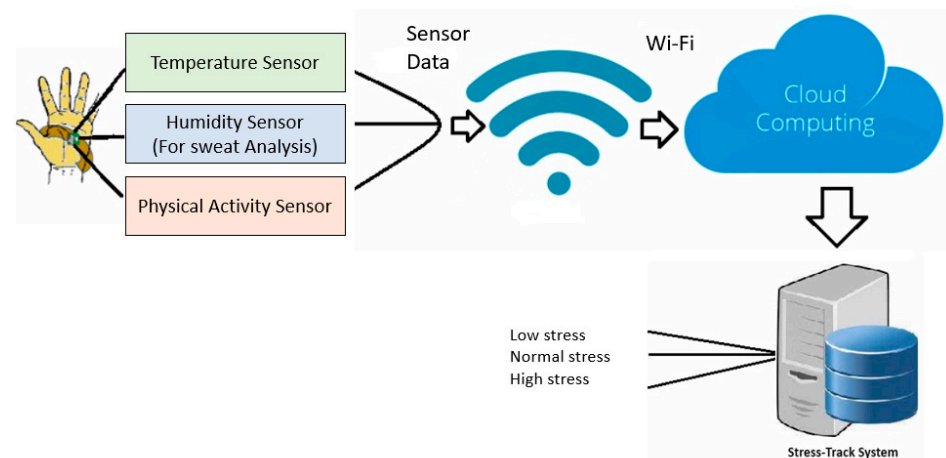 Temperature Sensor
Humidity Sensor
(For sweat Analysis)
Physical Activity Sensor
Sensor
Data
Wi-Fi
Cloud
Computing
Low stress
Normal stress
High stress
Stress-Track System